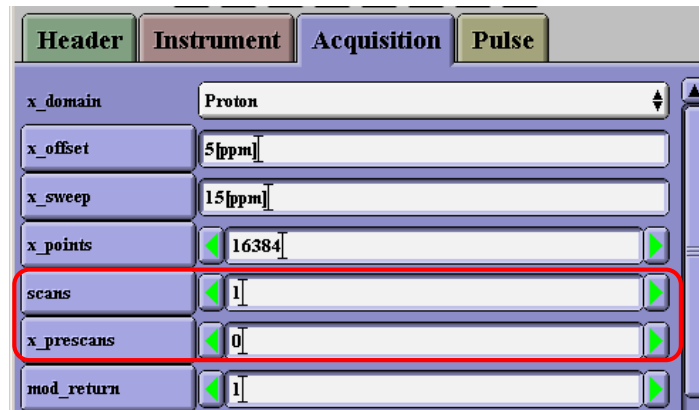 Header Instrument Acquisition Pulse
x_domain Proton
x_offset 5[ppm]
x_sweep 15[ppm]
x_points 16384
scans 1
x_prescans 0
mod_return 1